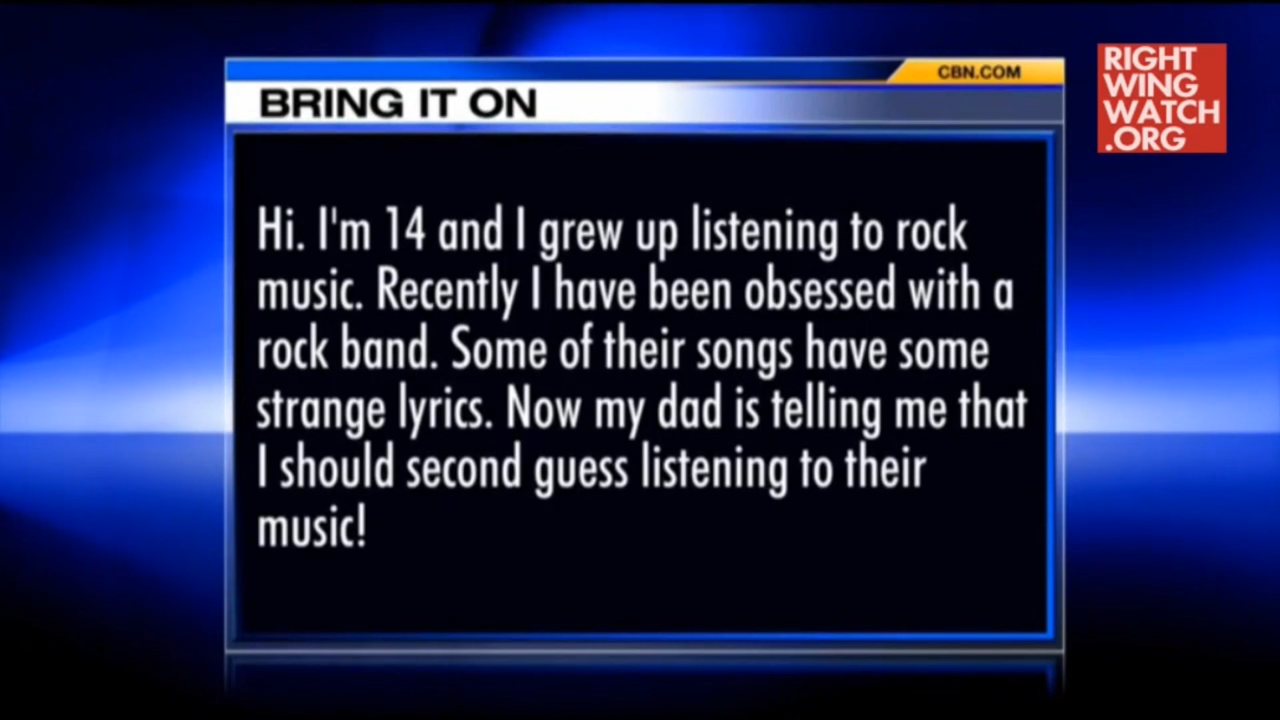 CBN.COM
RIGHT
WING
WATCH
.ORG
BRING IT ON
Hi. I'm 14 and I grew up listening to rock
music. Recently I have been obsessed with a
rock band. Some of their songs have some
strange lyrics. Now my dad is telling me that
I should second guess listening to their
music!